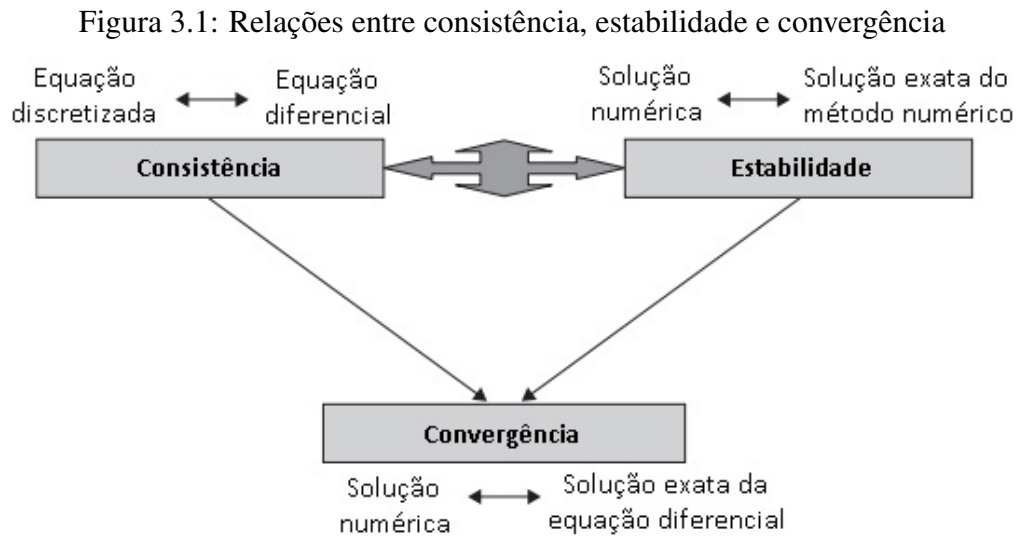 Figura 3.1: Relações entre consistência, estabilidade e convergência
Equação
discretizada
Equação
diferencial
Solução
numérica
Solução exata do
método numérico
Consistência
Estabilidade
Convergência
Solução
numérica
Solução exata da
equação diferencial